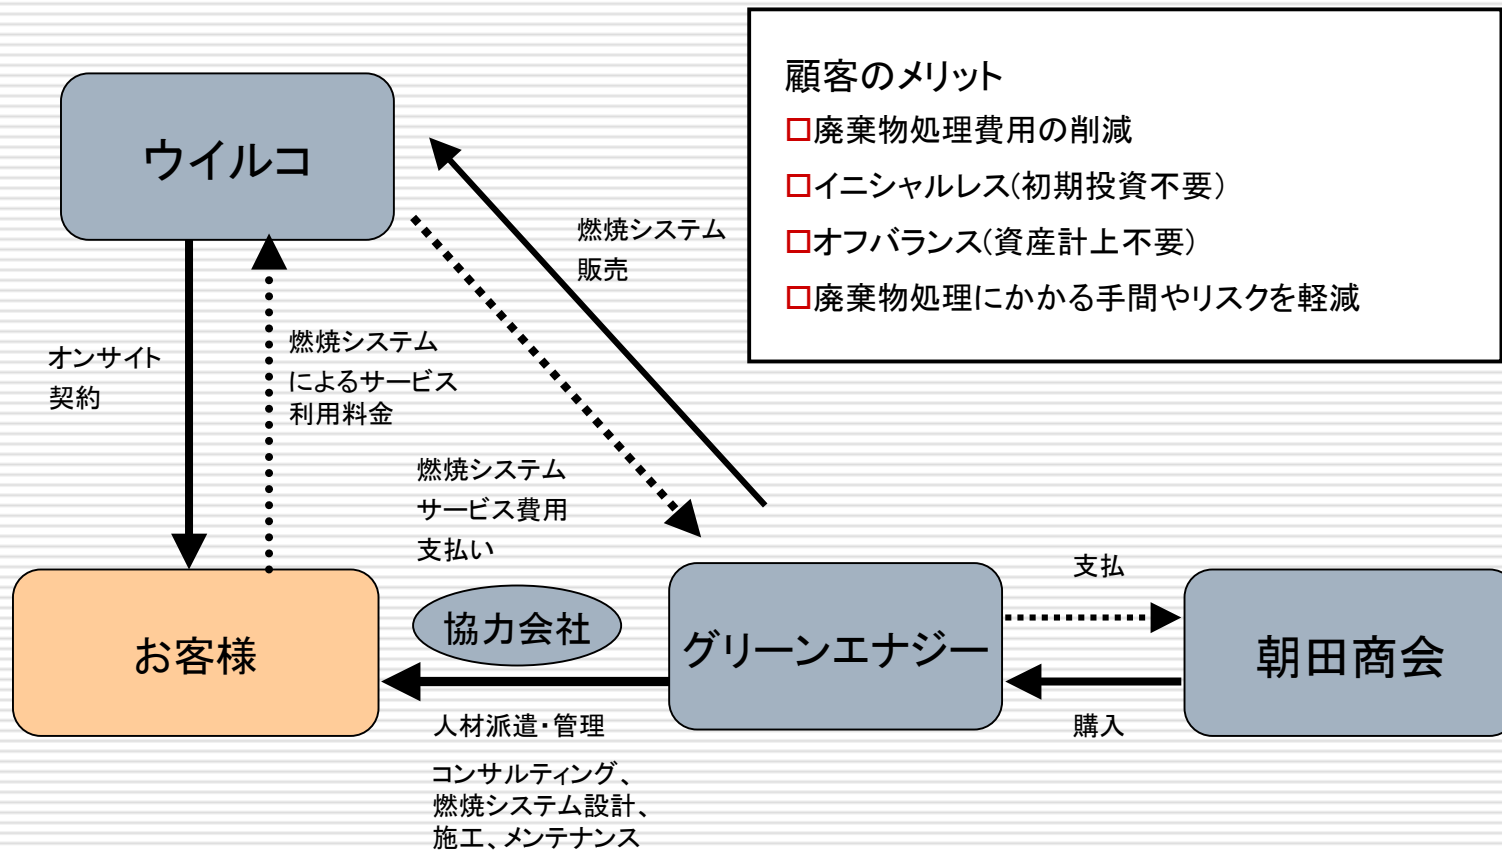 顧客のメリット
□廃棄物処理費用の削減
□イニシャルレス(初期投資不要)
□オフバランス(資産計上不要)
□廃棄物処理にかかる手間やリスクを軽減
ウイルコ
燃焼システム
販売
オンサイト
契約
燃焼システム
によるサービス
利用料金
燃焼システム
サービス費用
支払い
お客様
協力会社
グリーンエナジー
支払
朝田商会
購入
人材派遣・管理
コンサルティング、
燃焼システム設計、
施工、メンテナンス